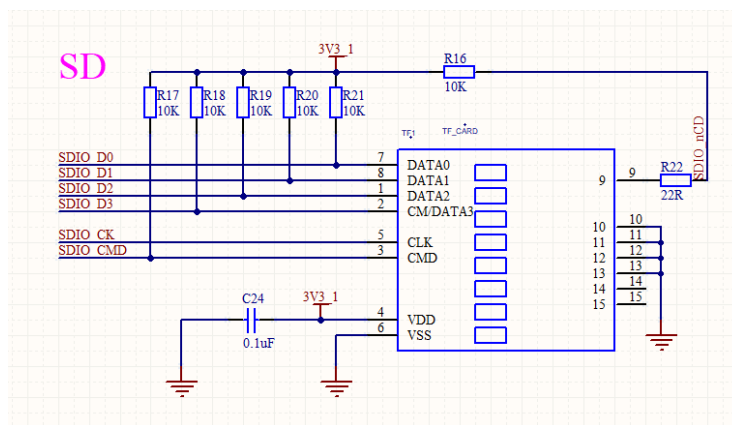 SD
3V3_1
R16
10K
R17
10K
R18
10K
R19
10K
R20
10K
R21
10K
TF1
TF_CARD
SDIO_nCD
SDIO_D0
7
DATA0
SDIO_D1
8
DATA1
SDIO_D2
1
DATA2
SDIO_D3
2
CM/DATA3
SDIO_CK
5
CLK
SDIO_CMD
3
CMD
9
9
R22
22R
10
10
11
11
12
12
13
13
14
14
15
15
C24
0.1uF
3V3_1
4
VDD
6
VSS